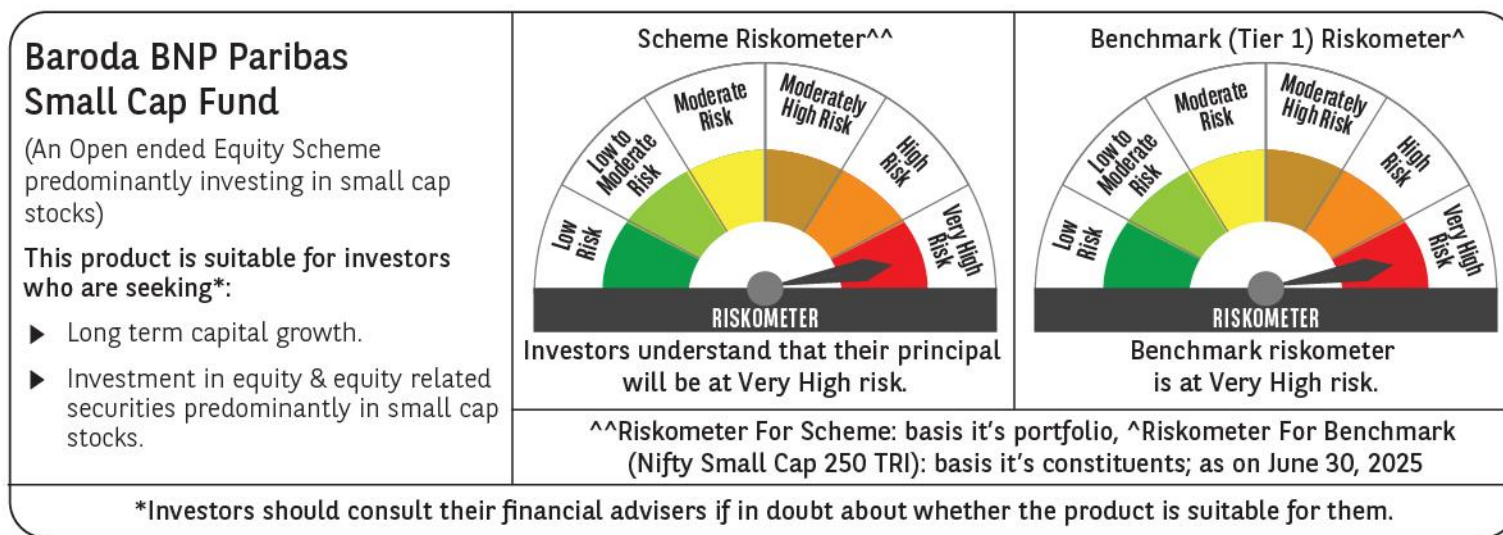 Baroda BNP Paribas
Small Cap Fund
(An Open ended Equity Scheme
predominantly investing in small cap
stocks)
This product is suitable for investors
who are seeking*:
▶ Long term capital growth.
▶ Investment in equity & equity related
securities predominantly in small cap
stocks.
Scheme Riskometer^^
Low
Risk
Low to
Moderate
Risk
Moderate
Risk
Moderately
High Risk
High
Risk
Very High
Risk
RISKOMETER
Investors understand that their principal
will be at Very High risk.
Benchmark (Tier 1) Riskometer^
Low
Risk
Low to
Moderate
Risk
Moderate
Risk
Moderately
High Risk
High
Risk
Very High
Risk
RISKOMETER
Benchmark riskometer
is at Very High risk.
^^Riskometer For Scheme: basis it's portfolio, ^Riskometer For Benchmark
(Nifty Small Cap 250 TRI): basis it's constituents; as on June 30, 2025
*Investors should consult their financial advisers if in doubt about whether the product is suitable for them.